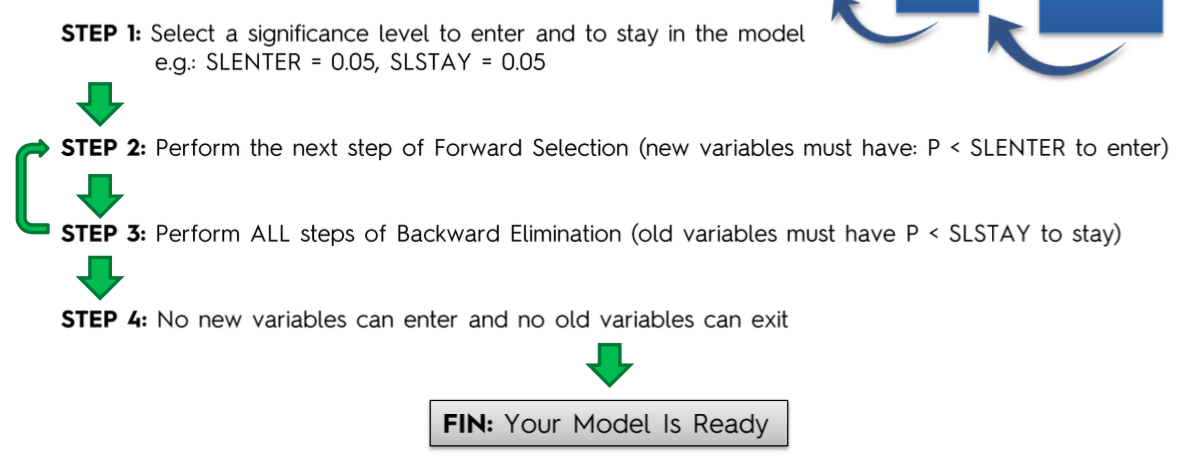 STEP 1: Select a significance level to enter and to stay in the model
e.g.: SLENTER = 0.05, SLSTAY = 0.05
STEP 2: Perform the next step of Forward Selection (new variables must have: P < SLENTER to enter)
STEP 3: Perform ALL steps of Backward Elimination (old variables must have P < SLSTAY to stay)
STEP 4: No new variables can enter and no old variables can exit
FIN: Your Model Is Ready